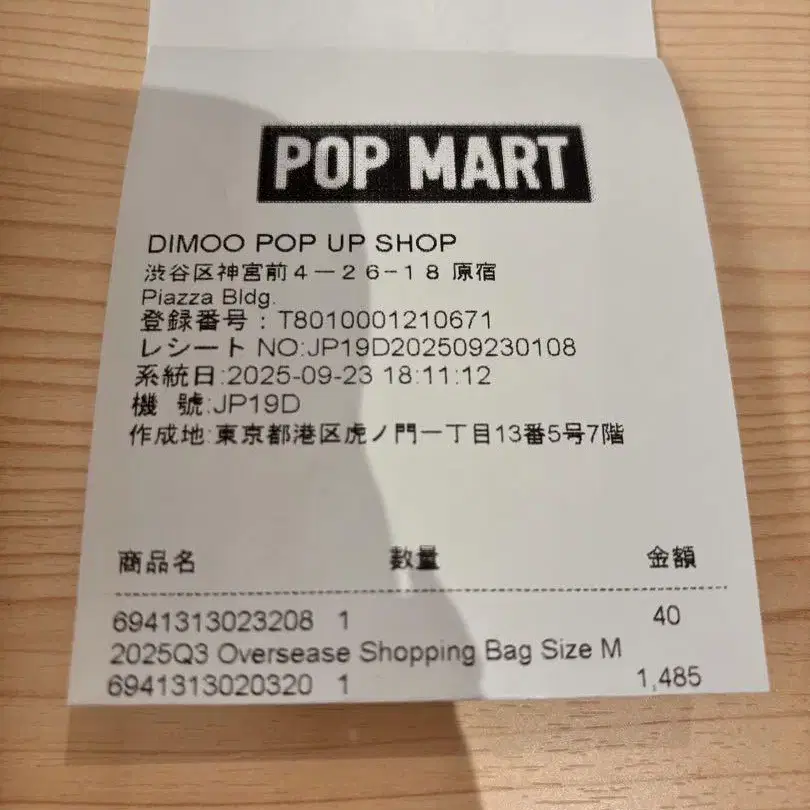 POP MART
DIMOO POP UP SHOP
渋谷区神宮前4-26-18 原宿
Piazza Bldg.
登録番号:T8010001210671
レシート NO:JP19D202509230108
系統日:2025-09-23 18:11:12
機 號:JP19D
作成地:東京都港区虎ノ門一丁目13番5号7階
商品名 数量 金額
6941313023208 1 40
2025Q3 Oversease Shopping Bag Size M
6941313020320 1 1,485